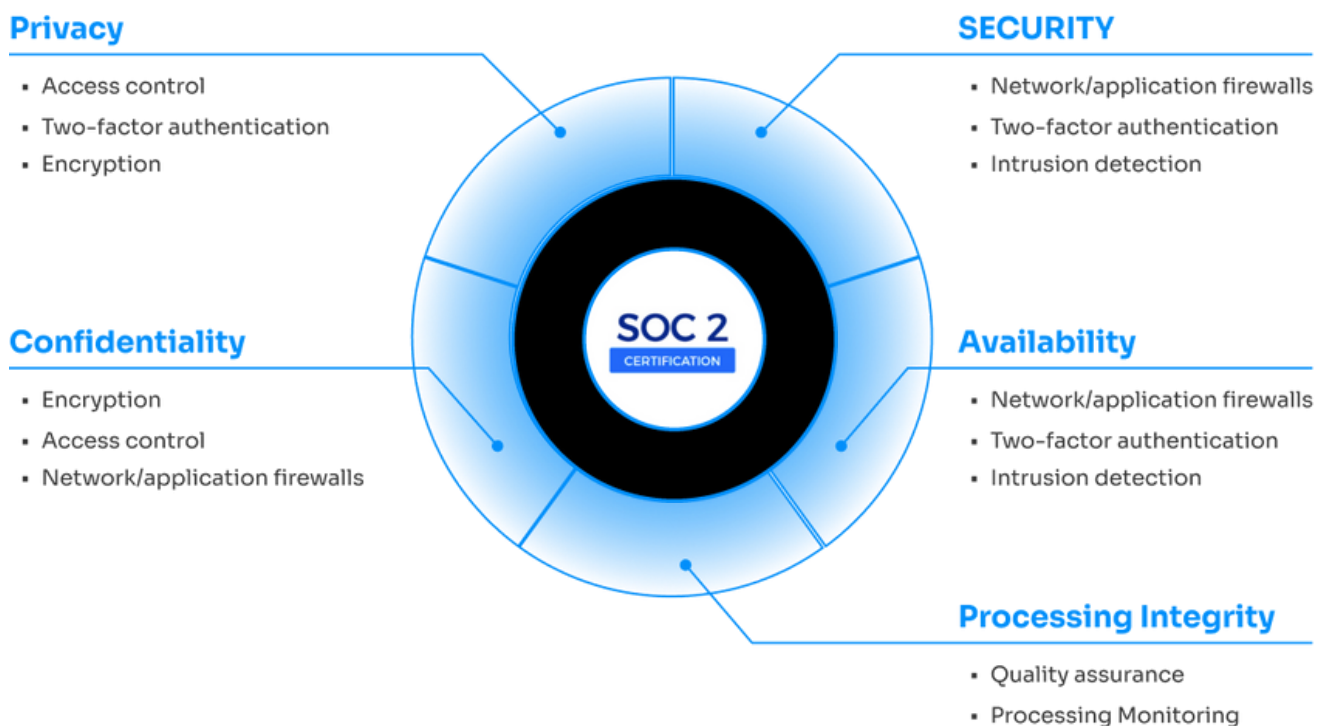 Privacy
▪ Access control
▪ Two-factor authentication
▪ Encryption
SECURITY
▪ Network/application firewalls
▪ Two-factor authentication
▪ Intrusion detection
SOC 2
CERTIFICATION
Confidentiality
▪ Encryption
▪ Access control
▪ Network/application firewalls
Availability
▪ Network/application firewalls
▪ Two-factor authentication
▪ Intrusion detection
Processing Integrity
▪ Quality assurance
▪ Processing Monitoring